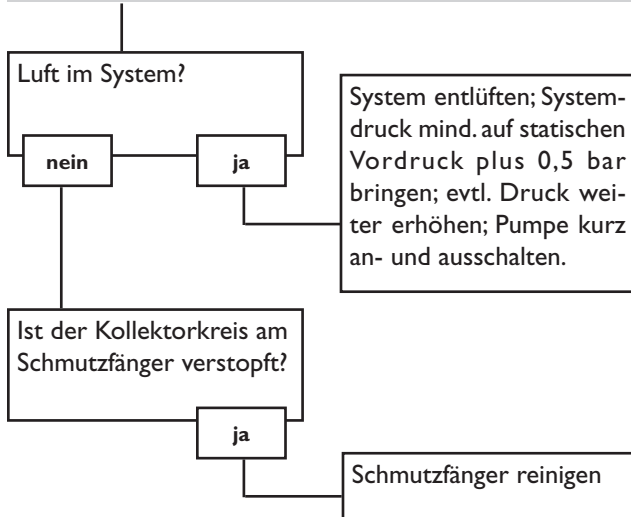 Luft im System?
nein
ja
System entlüften; System-
druck mind. auf statischen
Vordruck plus 0,5 bar
bringen; evtl. Druck wei-
ter erhöhen; Pumpe kurz
an- und ausschalten.
Ist der Kollektorkreis am
Schmutzfänger verstopft?
ja
Schmutzfänger reinigen